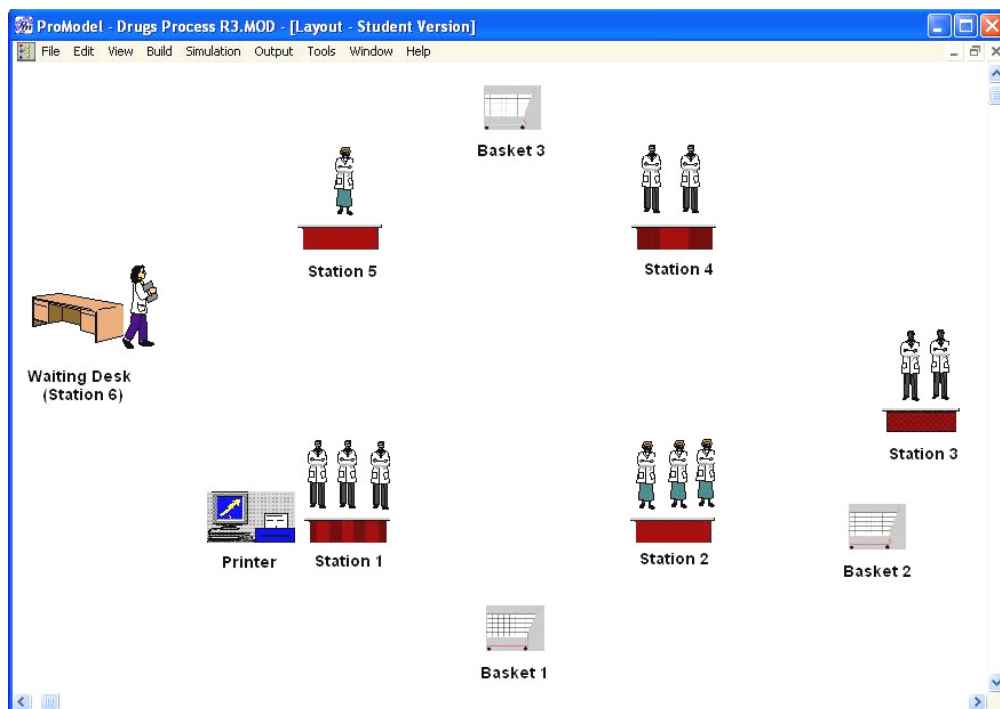 ProModel - Drugs Process R3.MOD - [Layout - Student Version]
File Edit View Build Simulation Output Tools Window Help
Basket 3
Station 5
Station 4
Waiting Desk
(Station 6)
Station 3
Printer
Station 1
Station 2
Basket 2
Basket 1